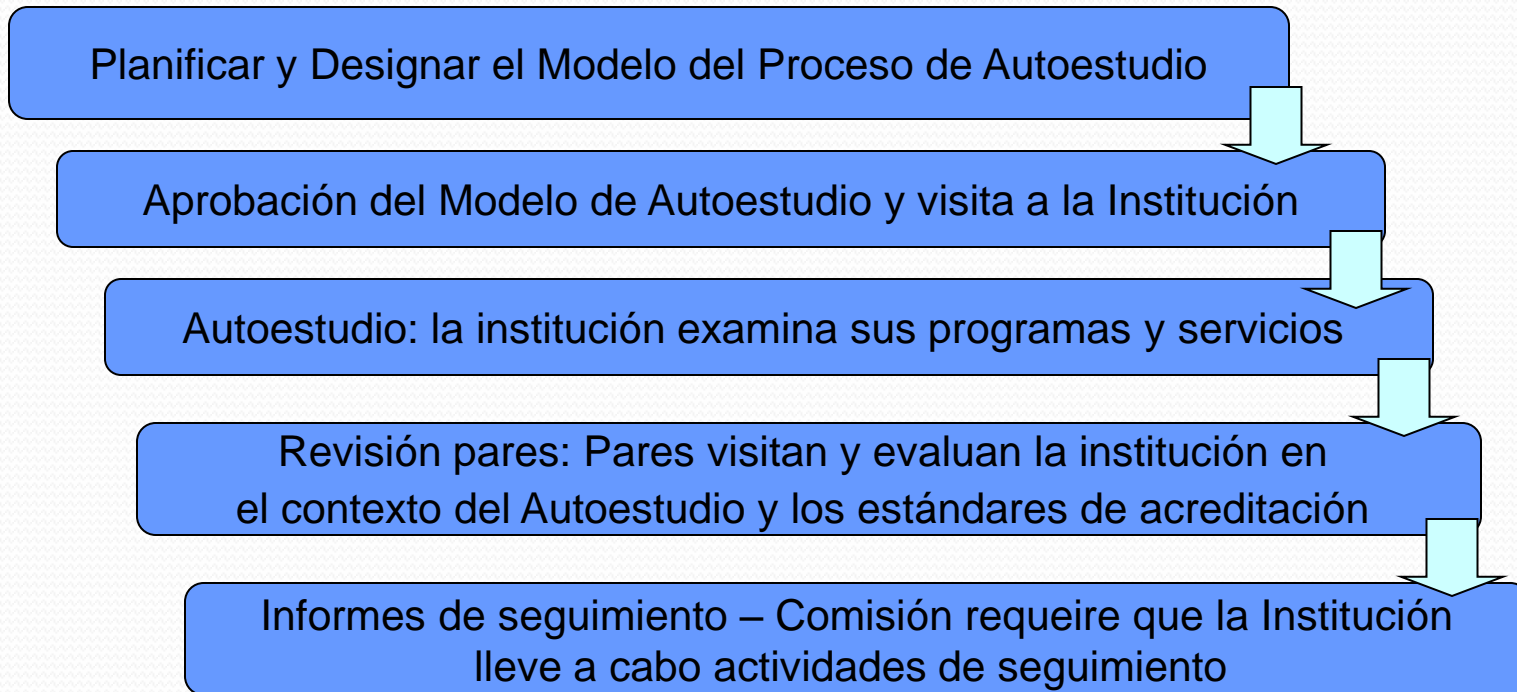 Planificar y Designar el Modelo del Proceso de Autoestudio
Aprobación del Modelo de Autoestudio y visita a la Institución
Autoestudio: la institución examina sus programas y servicios
Revisión pares: Pares visitan y evaluan la institución en
el contexto del Autoestudio y los estándares de acreditación
Informes de seguimiento – Comisión requeire que la Institución
lleve a cabo actividades de seguimiento